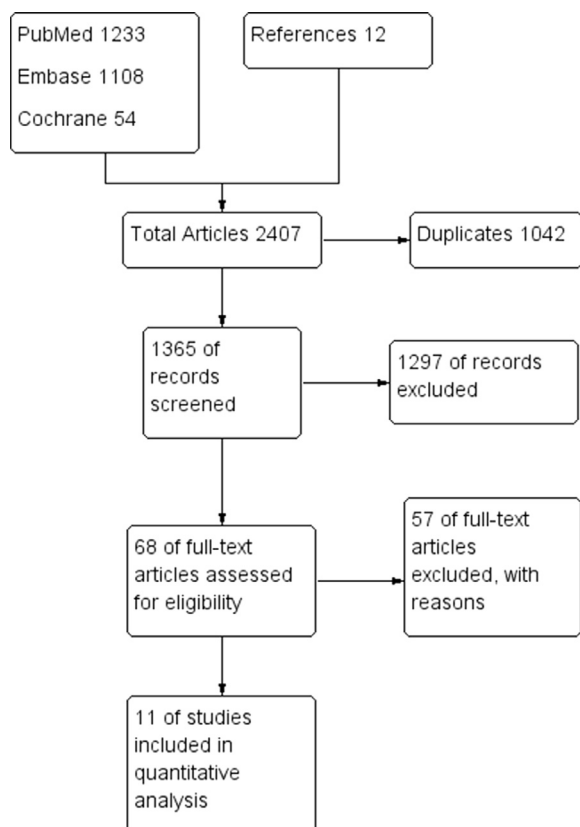 PubMed 1233
Embase 1108
Cochrane 54
References 12
Total Articles 2407
Duplicates 1042
1365 of
records
screened
1297 of records
excluded
68 of full-text
articles assessed
for eligibility
57 of full-text
articles
excluded, with
reasons
11 of studies
included in
quantitative
analysis